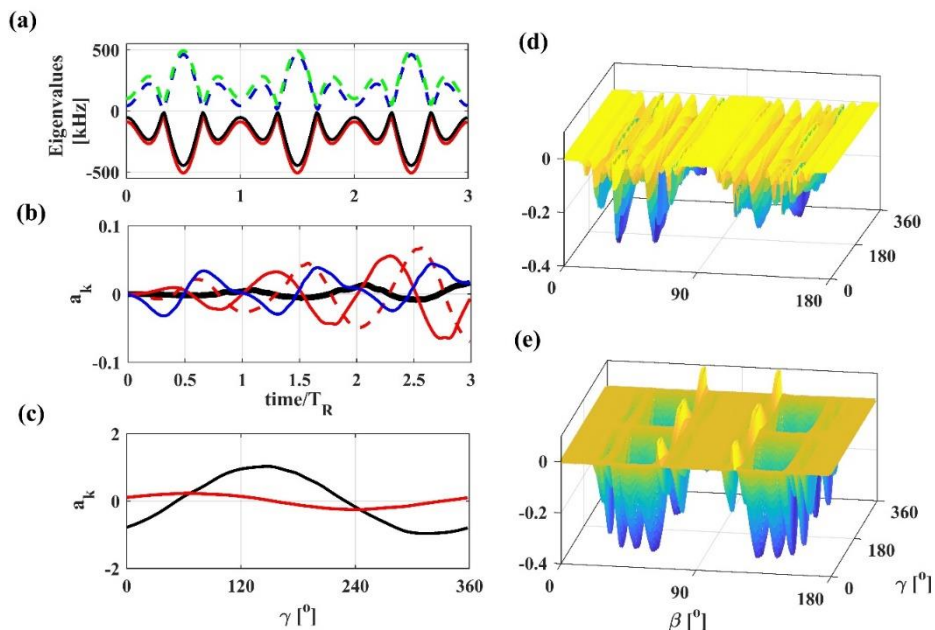 (a)
Eigenvalues
[kHz]
500
0
-500
0 1 2 3
(b)
a_k
0.1
0
-0.1
0 0.5 1 1.5 2 2.5 3
time/T_R
(c)
a_k
2
0
-2
0 120 240 360
γ [°]
(d)
0
-0.2
-0.4
0 90 180
0 180 360
(e)
0
-0.2
-0.4
0 90 180
0 180 360
β [°]
γ [°]